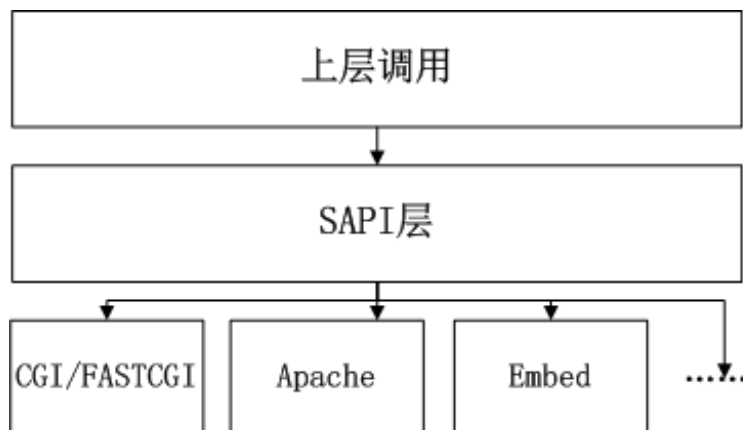 上层调用
SAPI层
CGI/FASTCGI
Apache
Embed
……